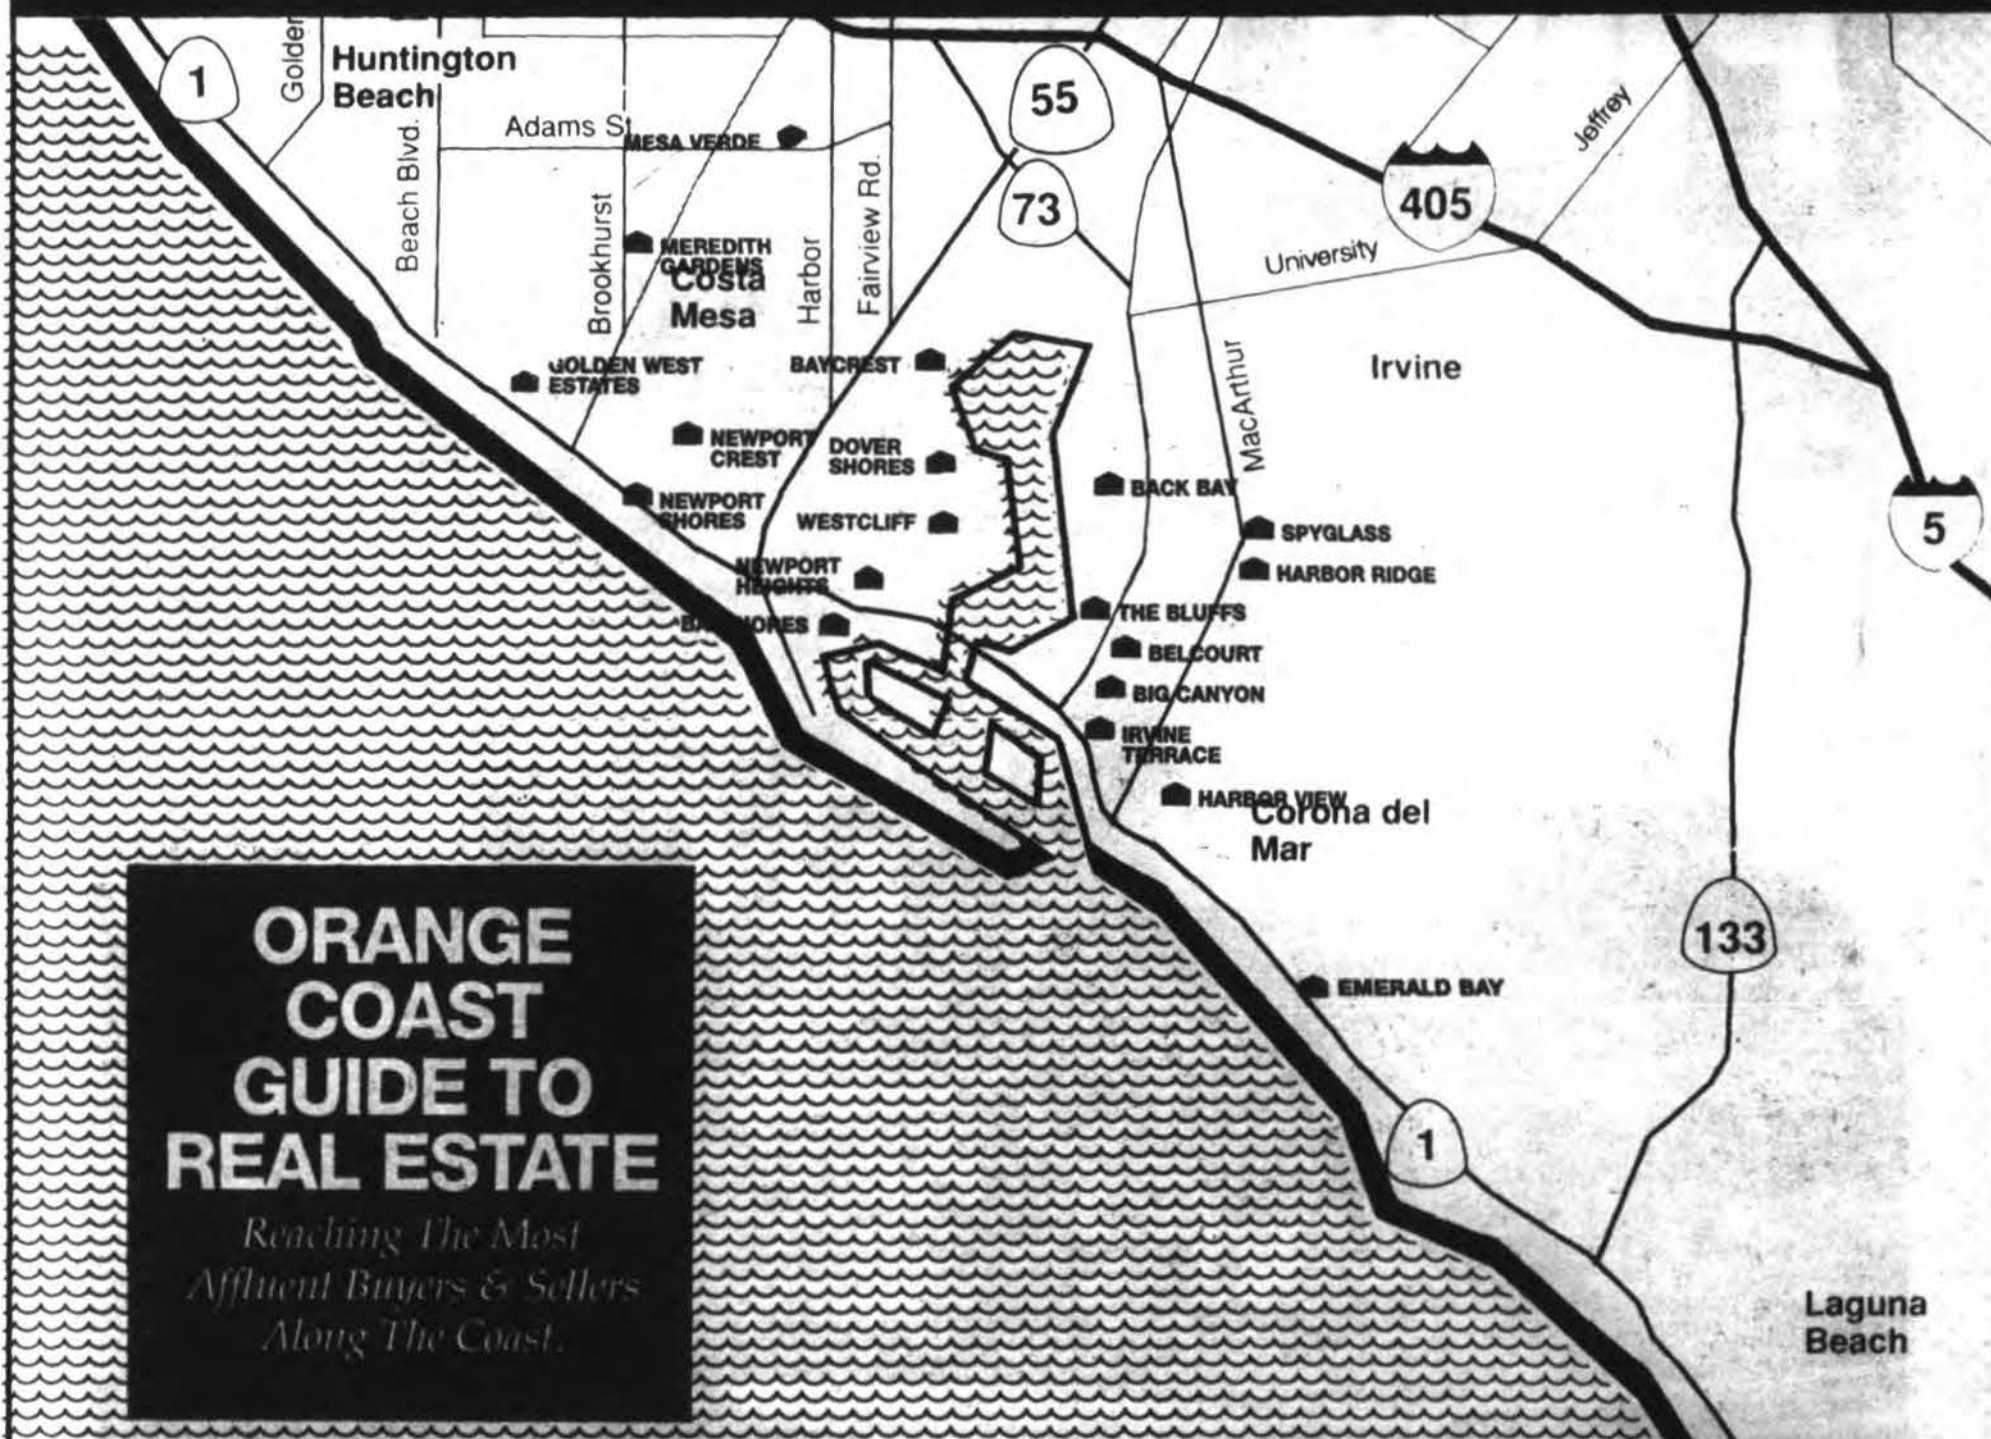 1
Golden
Huntington
Beach
Beach Blvd.
Adams St
MESA VERDE
Brookhurst
MEREDITH
GARDENS
Costa
Mesa
Harbor
Fairview Rd.
55
73
405
Jeffrey
University
Irvine
MacArthur
GOLDEN WEST
ESTATES
BAYCREST
NEWPORT
CREST
DOVER
SHORES
NEWPORT
SHORES
WESTCLIFF
BACK BAY
SPYGLASS
HARBOR RIDGE
5
NEWPORT
HEIGHTS
BAYSHORES
THE BLUFFS
BELCOURT
BIG CANYON
IRVINE
TERRACE
HARBOR VIEW
Corona del
Mar
133
EMERALD BAY
1
Laguna
Beach
ORANGE
COAST
GUIDE TO
REAL ESTATE
Reaching The Most
Affluent Buyers & Sellers
Along The Coast.